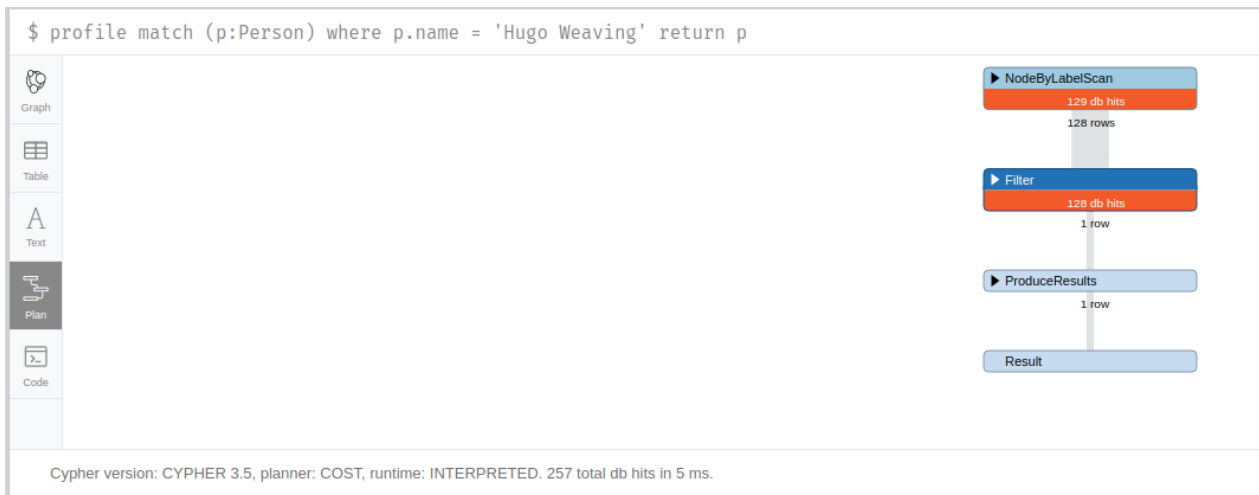 $ profile match (p:Person) where p.name = 'Hugo Weaving' return p
Graph
Table
Text
Plan
Code
NodeByLabelScan
129 db hits
128 rows
Filter
128 db hits
1 row
ProduceResults
1 row
Result
Cypher version: CYPHER 3.5, planner: COST, runtime: INTERPRETED. 257 total db hits in 5 ms.